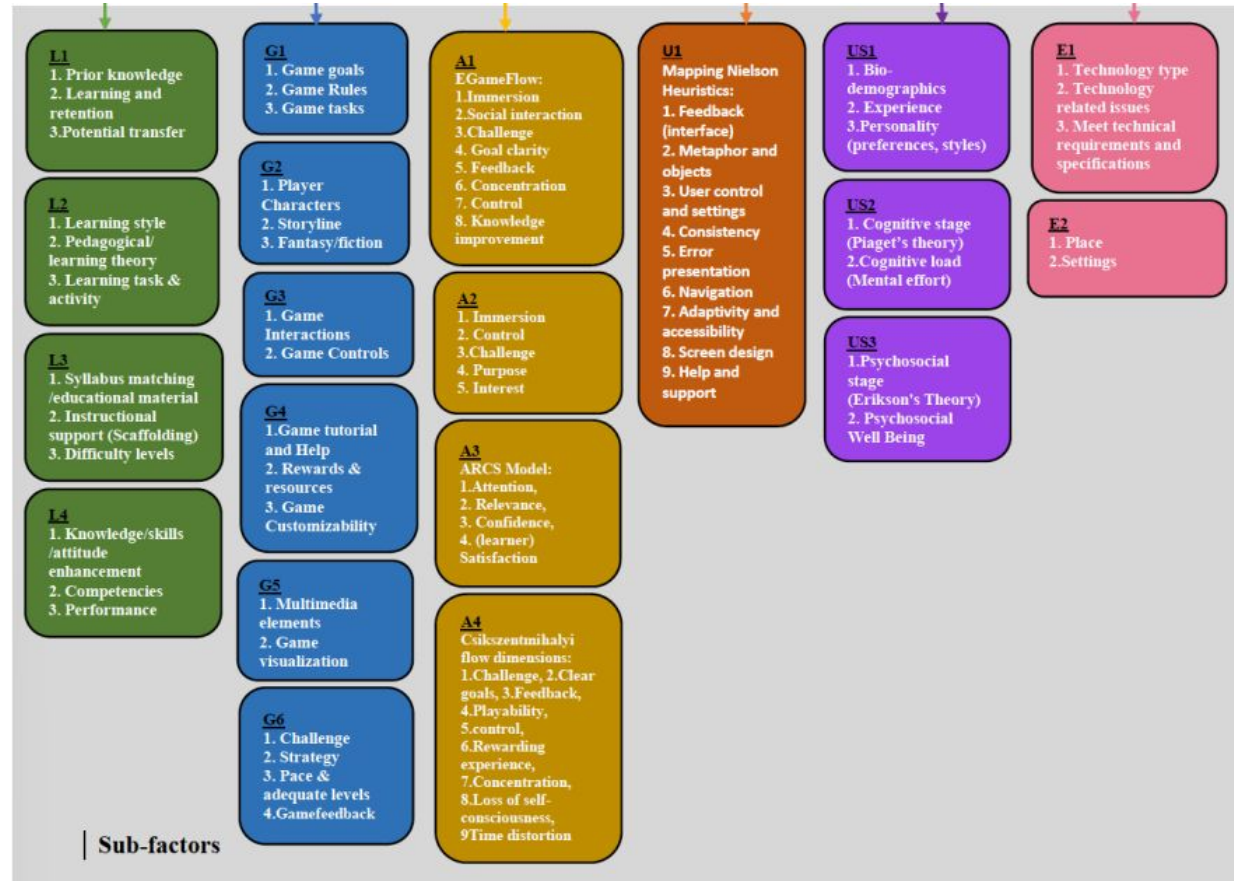 L1
1. Prior knowledge
2. Learning and
retention
3.Potential transfer
L2
1. Learning style
2. Pedagogical/
learning theory
3. Learning task &
activity
L3
1. Syllabus matching
/educational material
2. Instructional
support (Scaffolding)
3. Difficulty levels
L4
1. Knowledge/skills
/attitude
enhancement
2. Competencies
3. Performance
G1
1. Game goals
2. Game Rules
3. Game tasks
G2
1. Player
Characters
2. Storyline
3. Fantasy/fiction
G3
1. Game
Interactions
2. Game Controls
G4
1.Game tutorial
and Help
2. Rewards &
resources
3. Game
Customizability
G5
1. Multimedia
elements
2. Game
visualization
G6
1. Challenge
2. Strategy
3. Pace &
adequate levels
4.Gamefeedback
A1
EGameFlow:
1.Immersion
2.Social interaction
3.Challenge
4. Goal clarity
5. Feedback
6. Concentration
7. Control
8. Knowledge
improvement
A2
1. Immersion
2. Control
3.Challenge
4. Purpose
5. Interest
A3
ARCS Model:
1.Attention,
2. Relevance,
3. Confidence,
4. (learner)
Satisfaction
A4
Csikszentmihalyi
flow dimensions:
1.Challenge, 2.Clear
goals, 3.Feedback,
4.Playability,
5.control,
6.Rewarding
experience,
7.Concentration,
8.Loss of self-
consciousness,
9Time distortion
U1
Mapping Nielson
Heuristics:
1. Feedback
(interface)
2. Metaphor and
objects
3. User control
and settings
4. Consistency
5. Error
presentation
6. Navigation
7. Adaptivity and
accessibility
8. Screen design
9. Help and
support
US1
1. Bio-
demographics
2. Experience
3.Personality
(preferences, styles)
US2
1. Cognitive stage
(Piaget's theory)
2.Cognitive load
(Mental effort)
US3
1.Psychosocial
stage
(Erikson's Theory)
2. Psychosocial
Well Being
E1
1. Technology type
2. Technology
related issues
3. Meet technical
requirements and
specifications
E2
1. Place
2.Settings
Sub-factors